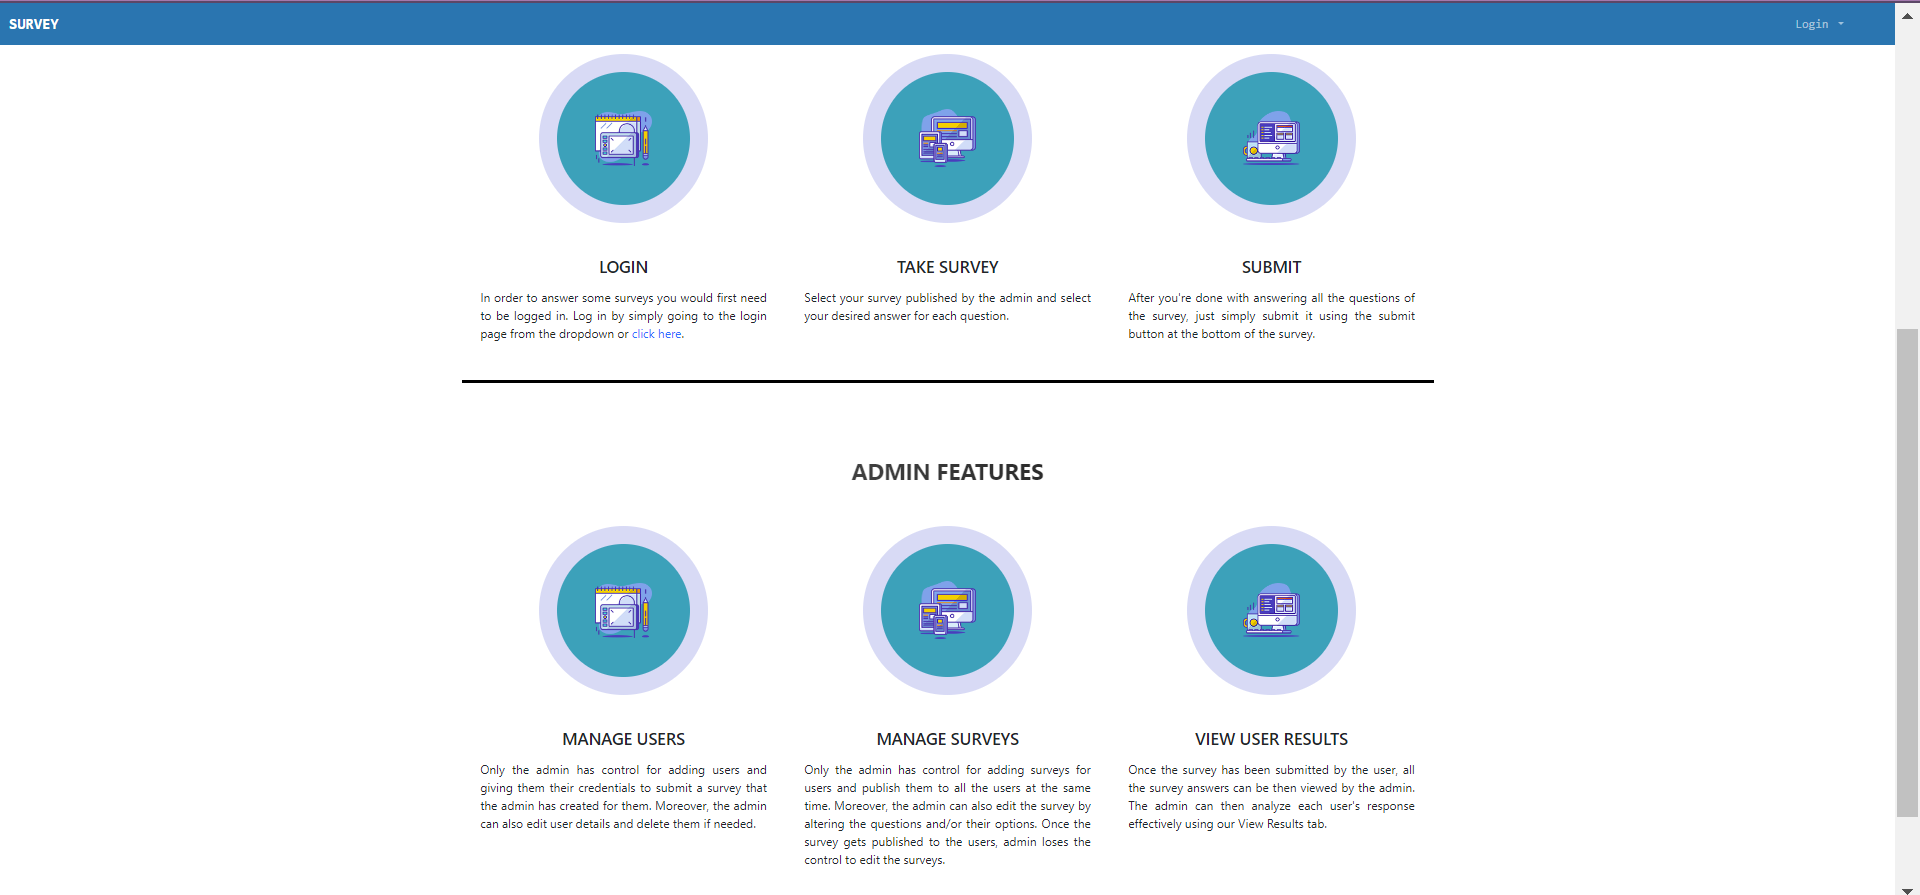 SURVEY
Login
LOGIN
In order to answer some surveys you would first need
to be logged in. Log in by simply going to the login
page from the dropdown or click here.
TAKE SURVEY
Select your survey published by the admin and select
your desired answer for each question.
SUBMIT
After you're done with answering all the questions of
the survey, just simply submit it using the submit
button at the bottom of the survey.
ADMIN FEATURES
MANAGE USERS
Only the admin has control for adding users and
giving them their credentials to submit a survey that
the admin has created for them. Moreover, the admin
can also edit user details and delete them if needed.
MANAGE SURVEYS
Only the admin has control for adding surveys for
users and publish them to all the users at the same
time. Moreover, the admin can also edit the survey by
altering the questions and/or their options. Once the
survey gets published to the users, admin loses the
control to edit the surveys.
VIEW USER RESULTS
Once the survey has been submitted by the user, all
the survey answers can be then viewed by the admin.
The admin can then analyze each user's response
effectively using our View Results tab.